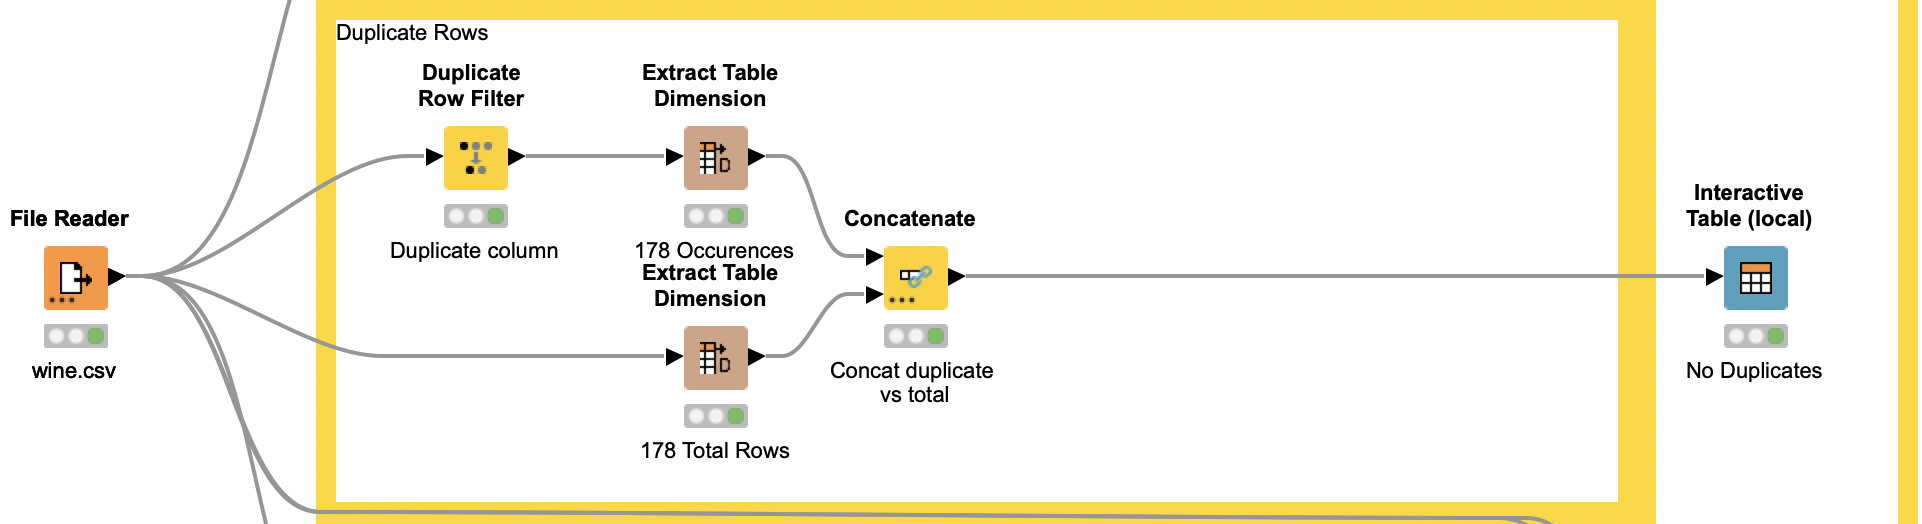 Duplicate Rows
Duplicate
Row Filter
Duplicate column
Extract Table
Dimension
D
178 Occurences
File Reader
wine.csv
Extract Table
Dimension
D
178 Total Rows
Concatenate
Concat duplicate
vs total
Interactive
Table (local)
No Duplicates